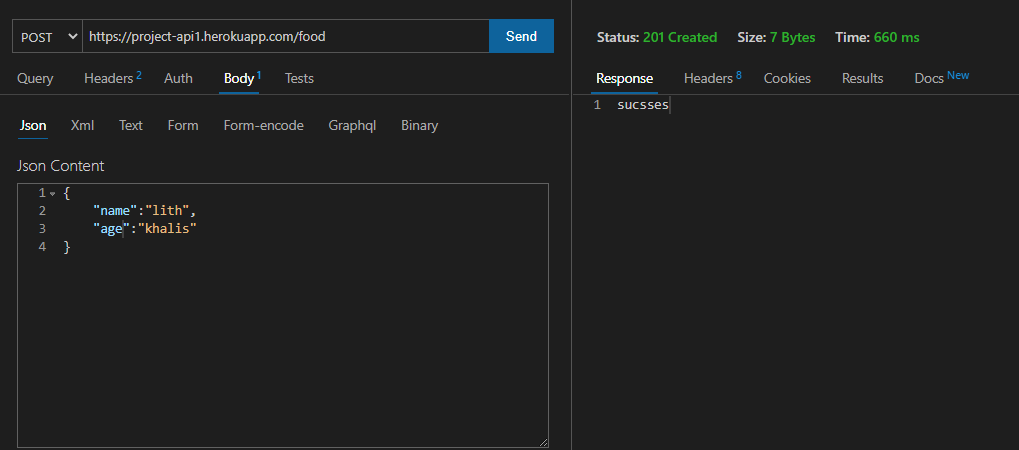 POST https://project-api1.herokuapp.com/food Send
Query Headers 2 Auth Body 1 Tests
Json Xml Text Form Form-encode Graphql Binary
Json Content
1 {
2 "name":"lith",
3 "age":"khalis"
4 }
Status: 201 Created Size: 7 Bytes Time: 660 ms
Response Headers 8 Cookies Results Docs New
1 sucsses